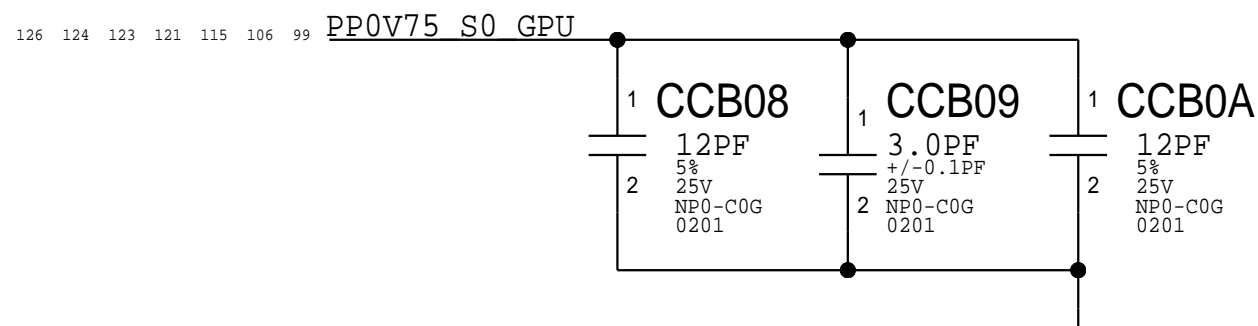 126 124 123 121 115 106 99 PP0V75_S0_GPU
1 CCB08
12PF
5%
25V
NP0-C0G
0201
2
1 CCB09
3.0PF
+/-0.1PF
25V
NP0-C0G
0201
2
1 CCB0A
12PF
5%
25V
NP0-C0G
0201
2